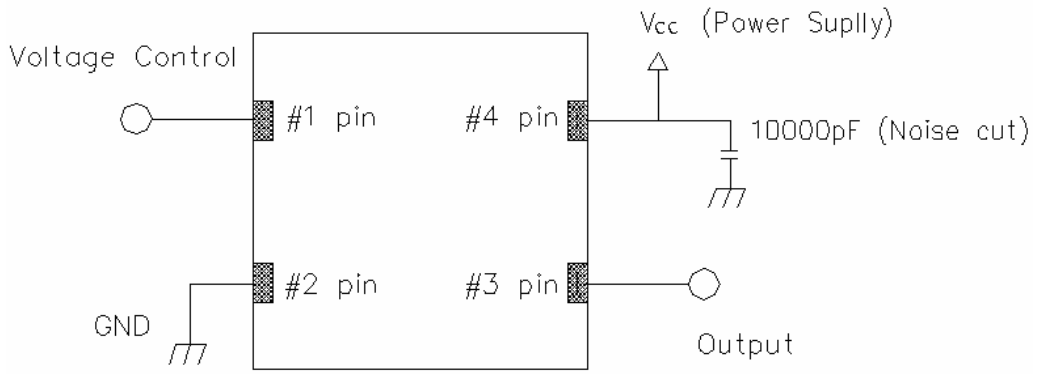 Vcc (Power Suplly)
Voltage Control
#1 pin
#4 pin
10000pF (Noise cut)
#2 pin
#3 pin
GND
Output